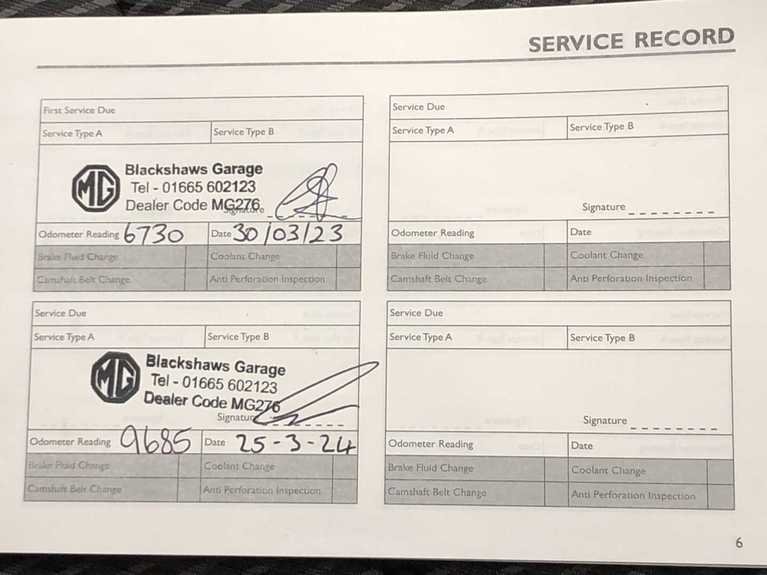 SERVICE RECORD
First Service Due
Service Type A Service Type B
MG Blackshaws Garage
Tel - 01665 602123
Dealer Code MG276
Signature
Odometer Reading 6730 Date 30/03/23
Brake Fluid Change Coolant Change
Camshaft Belt Change Anti Perforation Inspection
Service Due
Service Type A Service Type B
Signature
Odometer Reading Date
Brake Fluid Change Coolant Change
Camshaft Belt Change Anti Perforation Inspection
Service Due
Service Type A Service Type B
MG Blackshaws Garage
Tel - 01665 602123
Dealer Code MG276
Signature
Odometer Reading 9685 Date 25-3-24
Brake Fluid Change Coolant Change
Camshaft Belt Change Anti Perforation Inspection
Service Due
Service Type A Service Type B
Signature
Odometer Reading Date
Brake Fluid Change Coolant Change
Camshaft Belt Change Anti Perforation Inspection
6